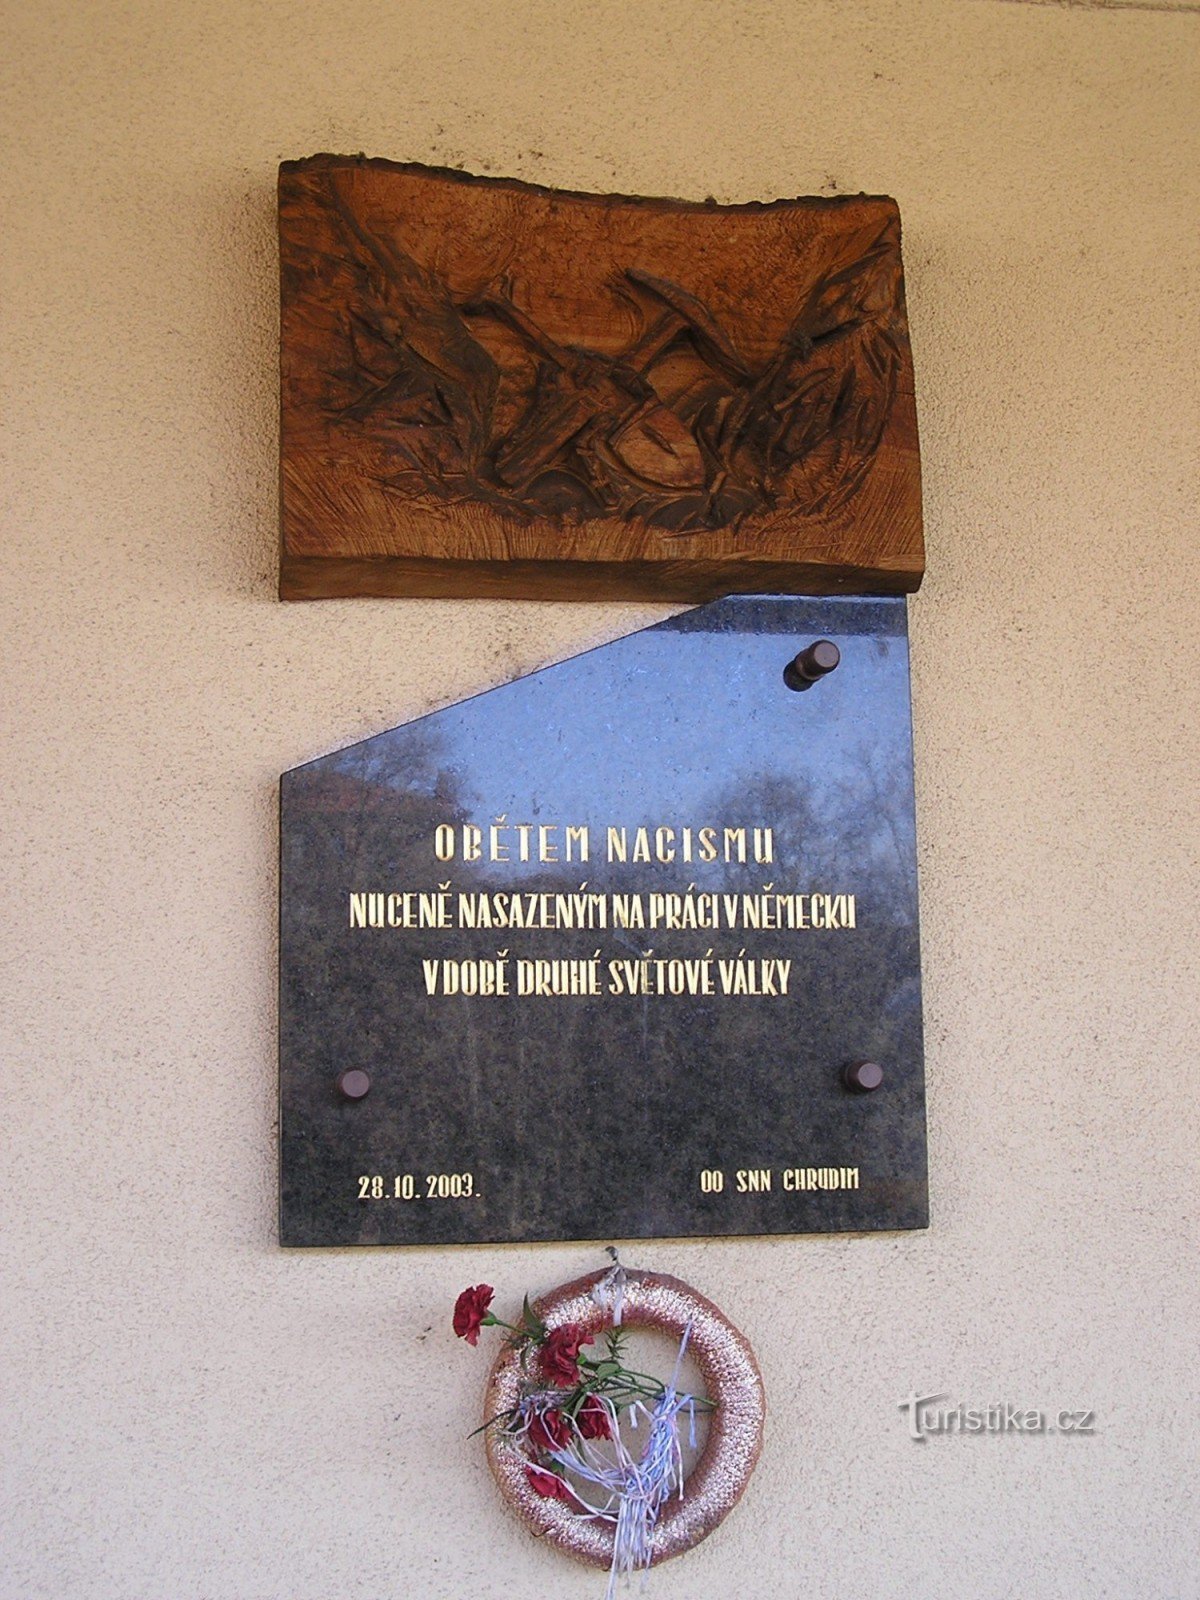 OBĚTEM NACISMU
NUCENĚ NASAZENÝM NA PRÁCI V NĚMECKU
V DOBĚ DRUHÉ SVĚTOVÉ VÁLKY
28.10.2003. OO SNN CHRUDIM
Turistika.cz